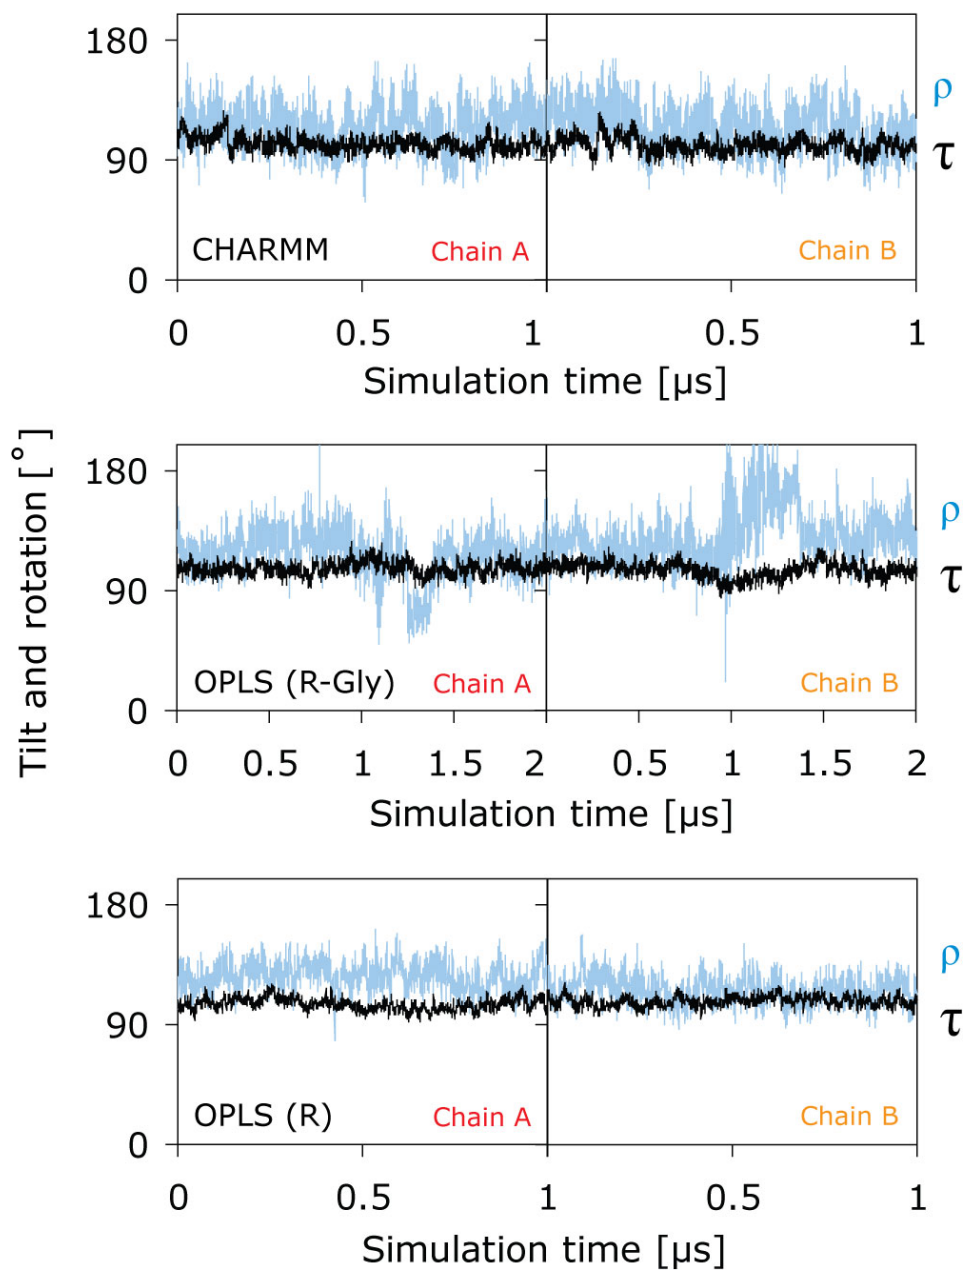 180
90
0
CHARMM
Chain A
Chain B
ρ
τ
0 0.5 1 0.5 1
Simulation time [µs]
Tilt and rotation [˚]
180
90
0
OPLS (R-Gly)
Chain A
Chain B
ρ
τ
0 0.5 1 1.5 2 0.5 1 1.5 2
Simulation time [µs]
180
90
0
OPLS (R)
Chain A
Chain B
ρ
τ
0 0.5 1 0.5 1
Simulation time [µs]